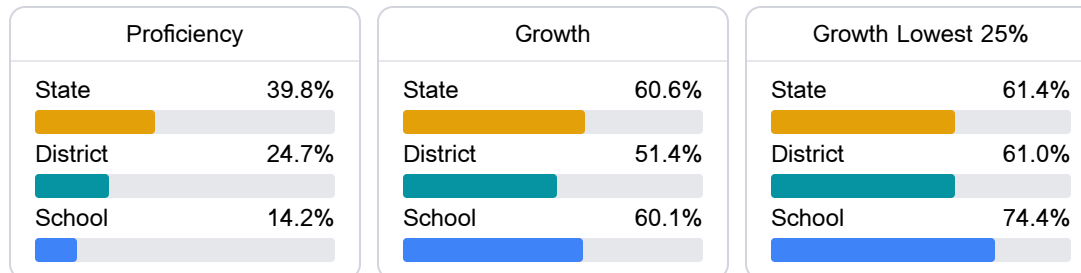 Proficiency
State 39.8%
District 24.7%
School 14.2%
Growth
State 60.6%
District 51.4%
School 60.1%
Growth Lowest 25%
State 61.4%
District 61.0%
School 74.4%